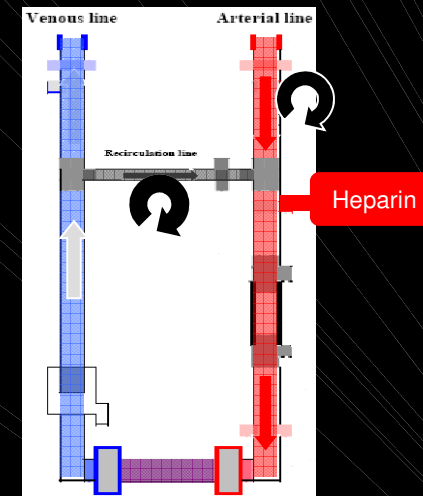 Venous line
Arterial line
Recirculation line
Heparin